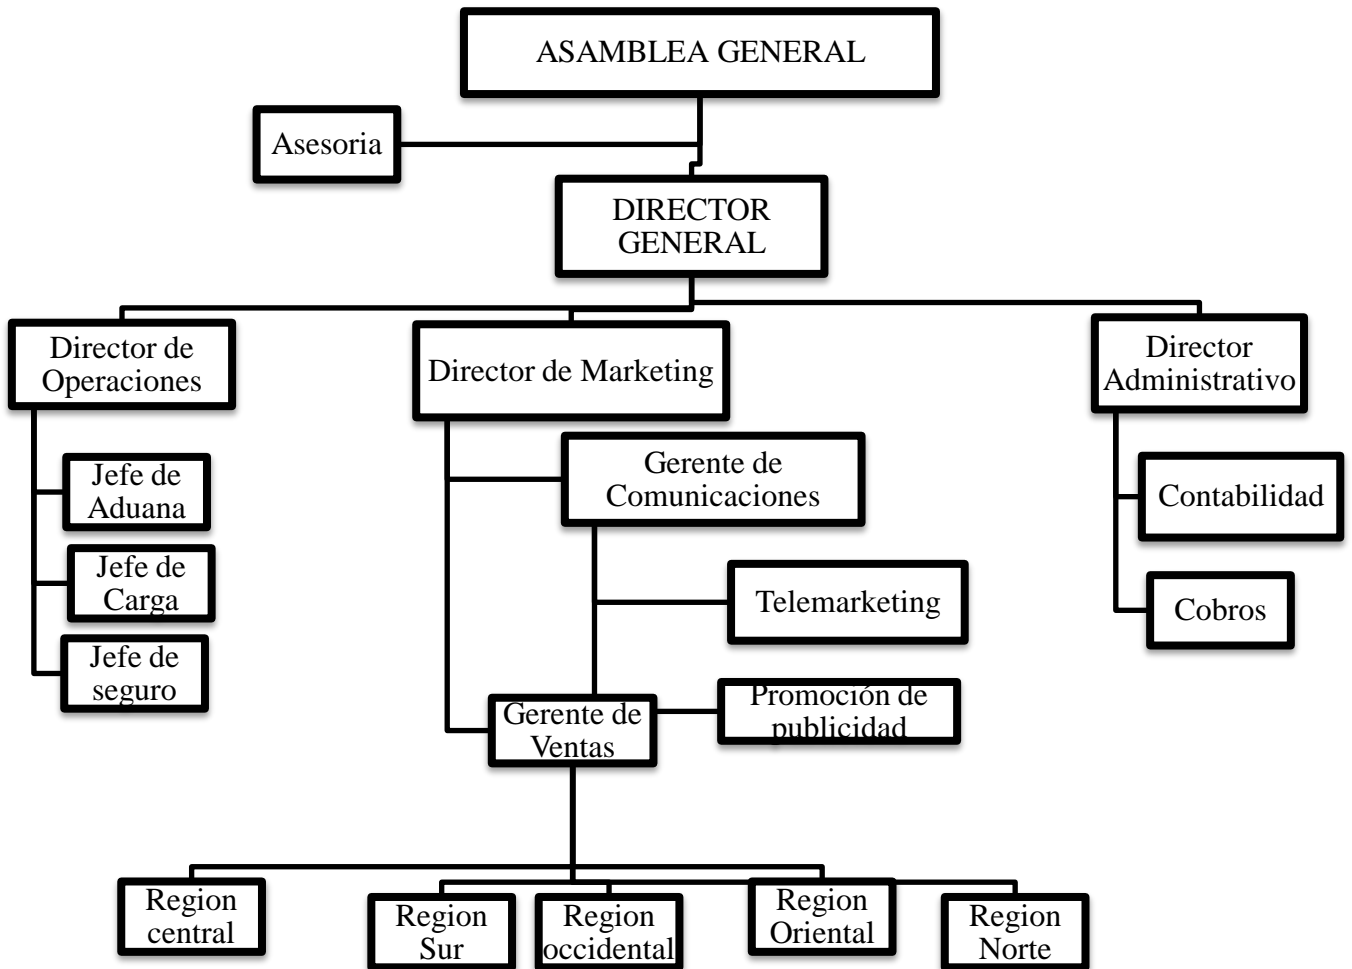 ASAMBLEA GENERAL
Asesoria
DIRECTOR
GENERAL
Director de
Operaciones
Director de Marketing
Director
Administrativo
Jefe de
Aduana
Jefe de
Carga
Jefe de
seguro
Gerente de
Comunicaciones
Telemarketing
Gerente de
Ventas
Promoción de
publicidad
Contabilidad
Cobros
Region
central
Region
Sur
Region
occidental
Region
Oriental
Region
Norte